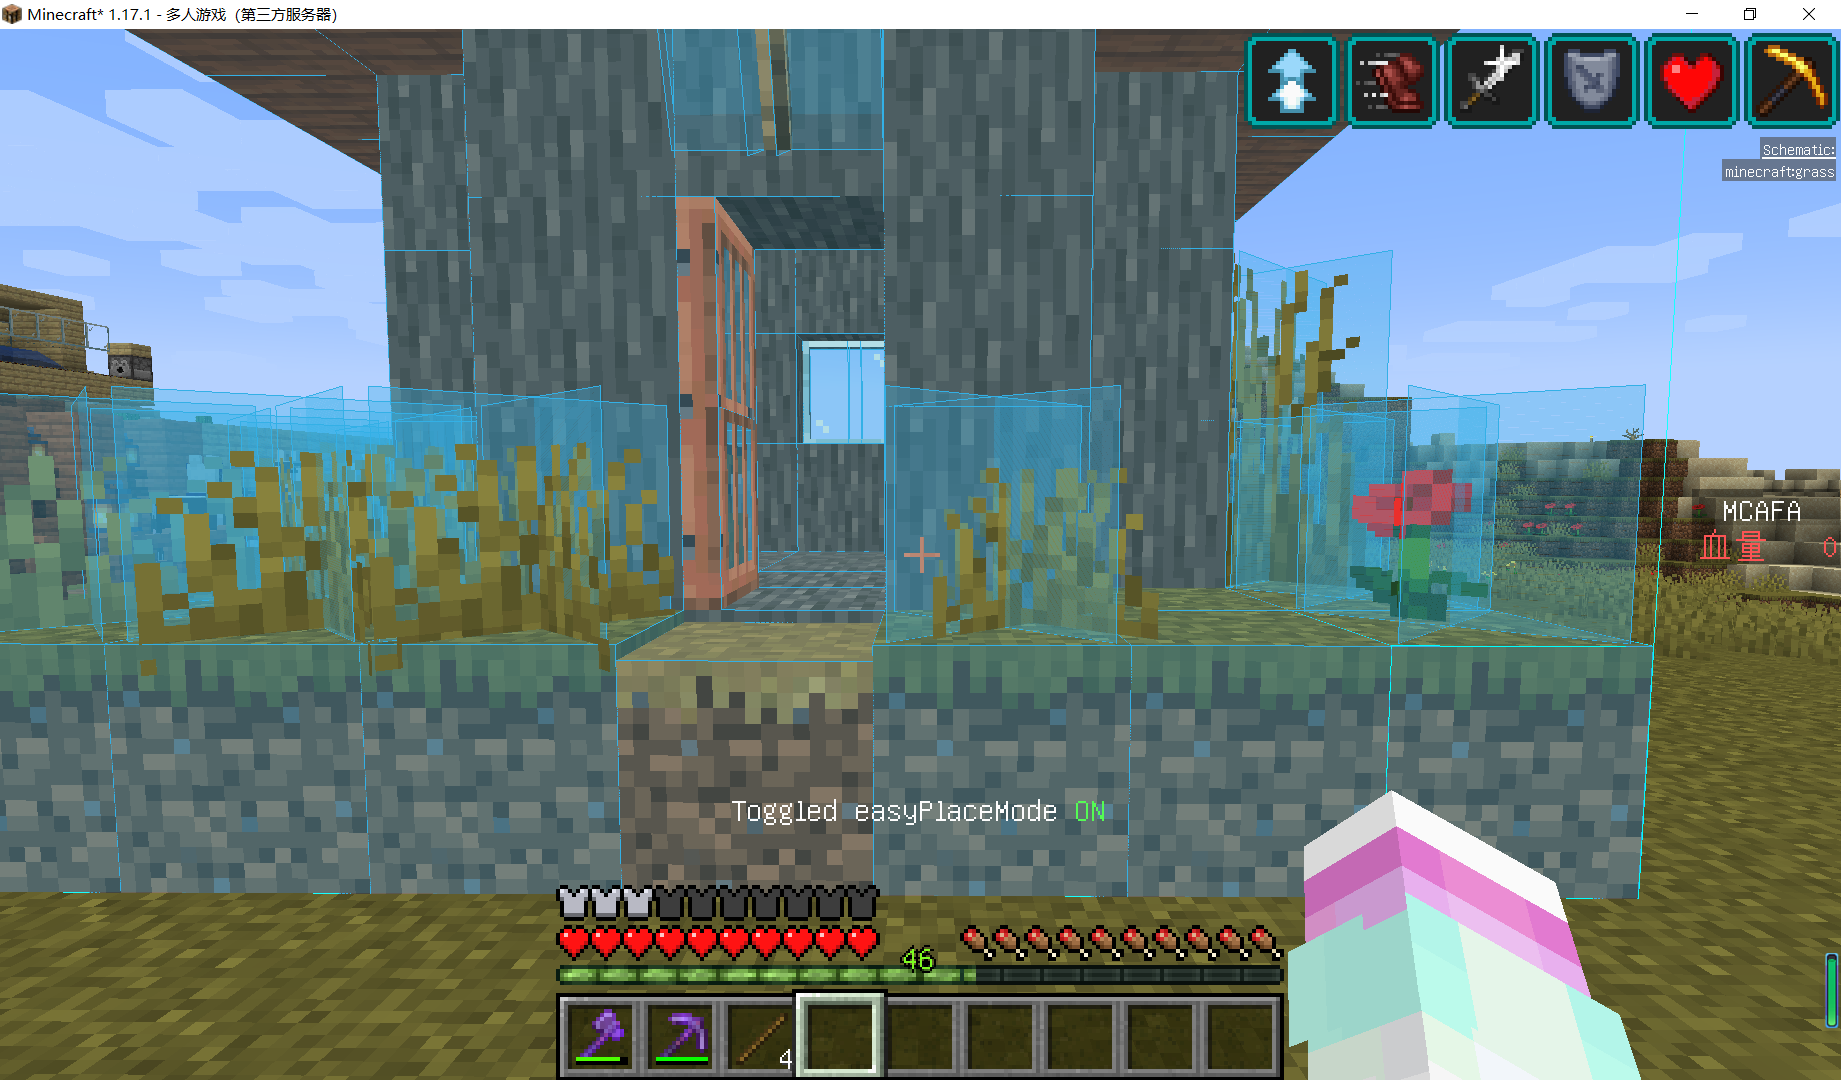 Minecraft* 1.17.1 - 多人游戏（第三方服务器）
Schematic:
minecraft:grass
MCAFA
血量 0
Toggled easyPlaceMode ON
46
4